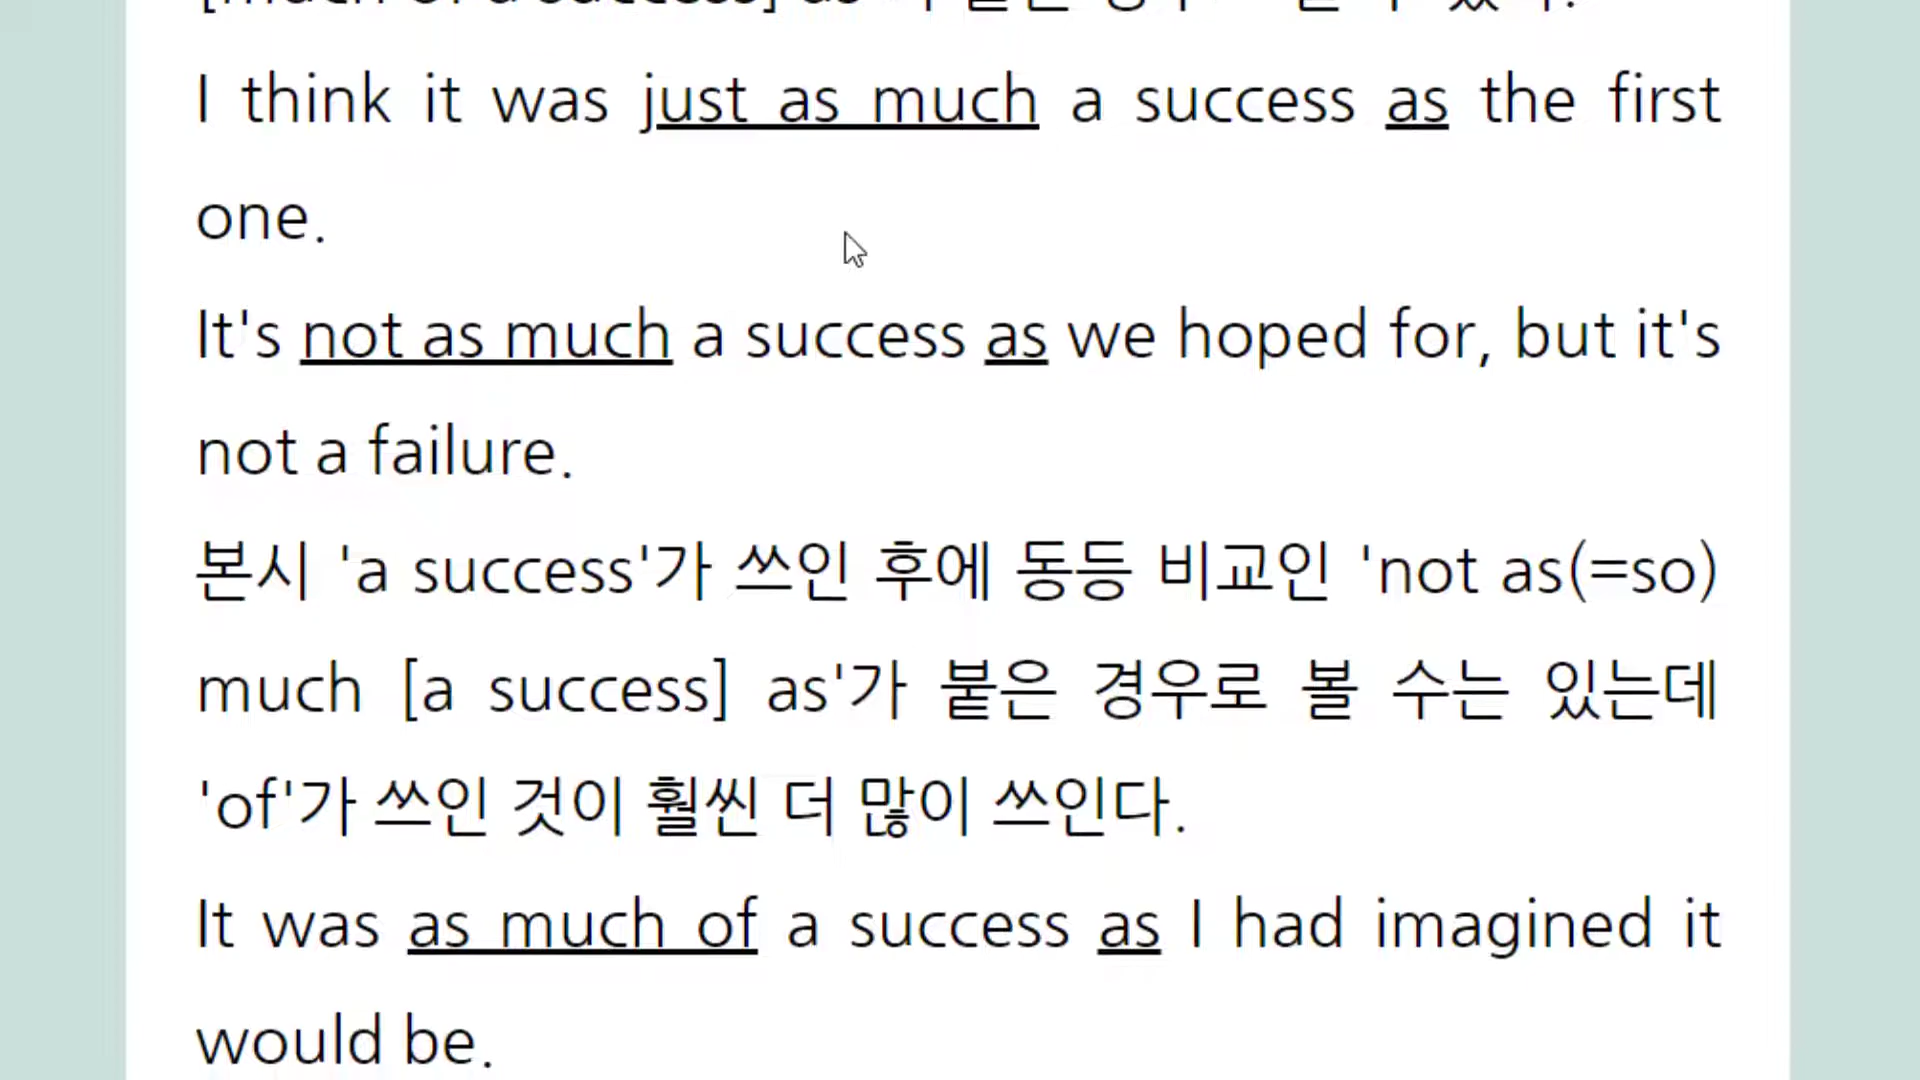 [much of a success] as
I think it was just as much a success as the first
one.
It's not as much a success as we hoped for, but it's
not a failure.
본시 'a success'가 쓰인 후에 동등 비교인 'not as(=so)
much [a success] as'가 붙은 경우로 볼 수는 있는데
'of'가 쓰인 것이 훨씬 더 많이 쓰인다.
It was as much of a success as I had imagined it
would be.